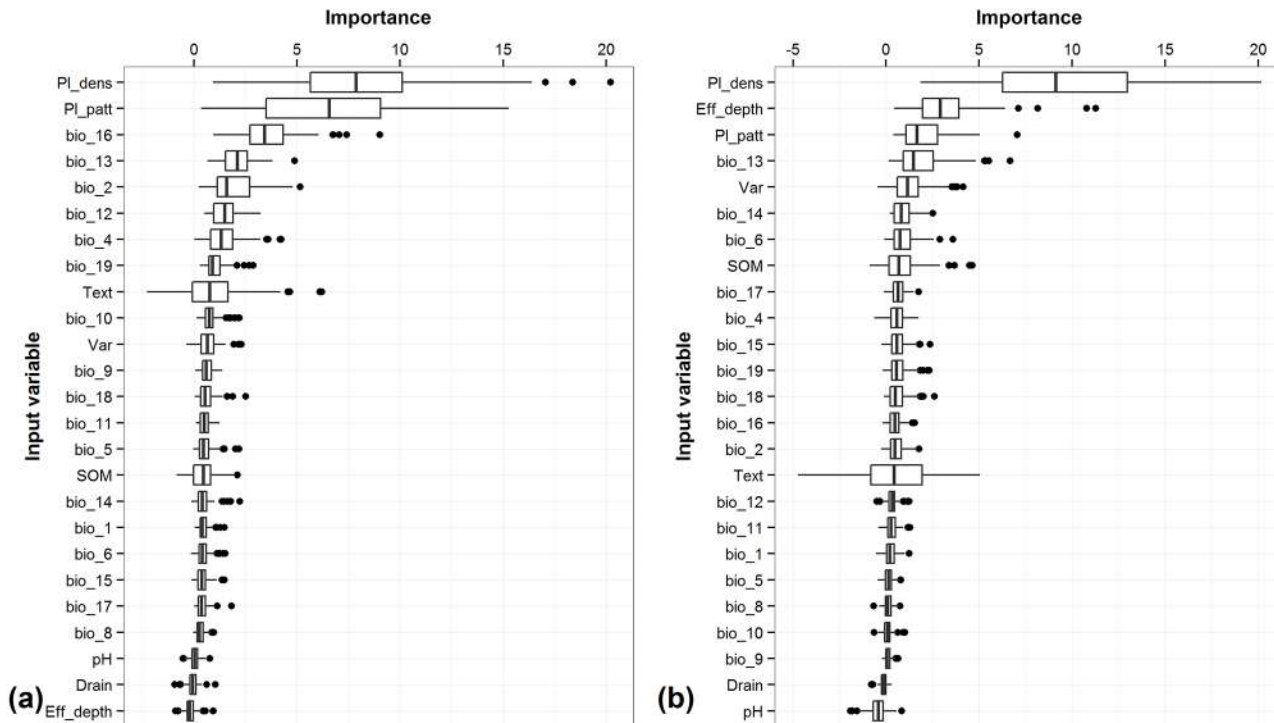 Importance
0 5 10 15 20
Input variable
Pl_dens
Pl_patt
bio_16
bio_13
bio_2
bio_12
bio_4
bio_19
Text
bio_10
Var
bio_9
bio_18
bio_11
bio_5
SOM
bio_14
bio_1
bio_6
bio_15
bio_17
bio_8
pH
Drain
Eff_depth
(a)
Importance
-5 0 5 10 15 20
Input variable
Pl_dens
Eff_depth
Pl_patt
bio_13
Var
bio_14
bio_6
SOM
bio_17
bio_4
bio_15
bio_19
bio_18
bio_16
bio_2
Text
bio_12
bio_11
bio_1
bio_5
bio_8
bio_10
bio_9
Drain
pH
(b)